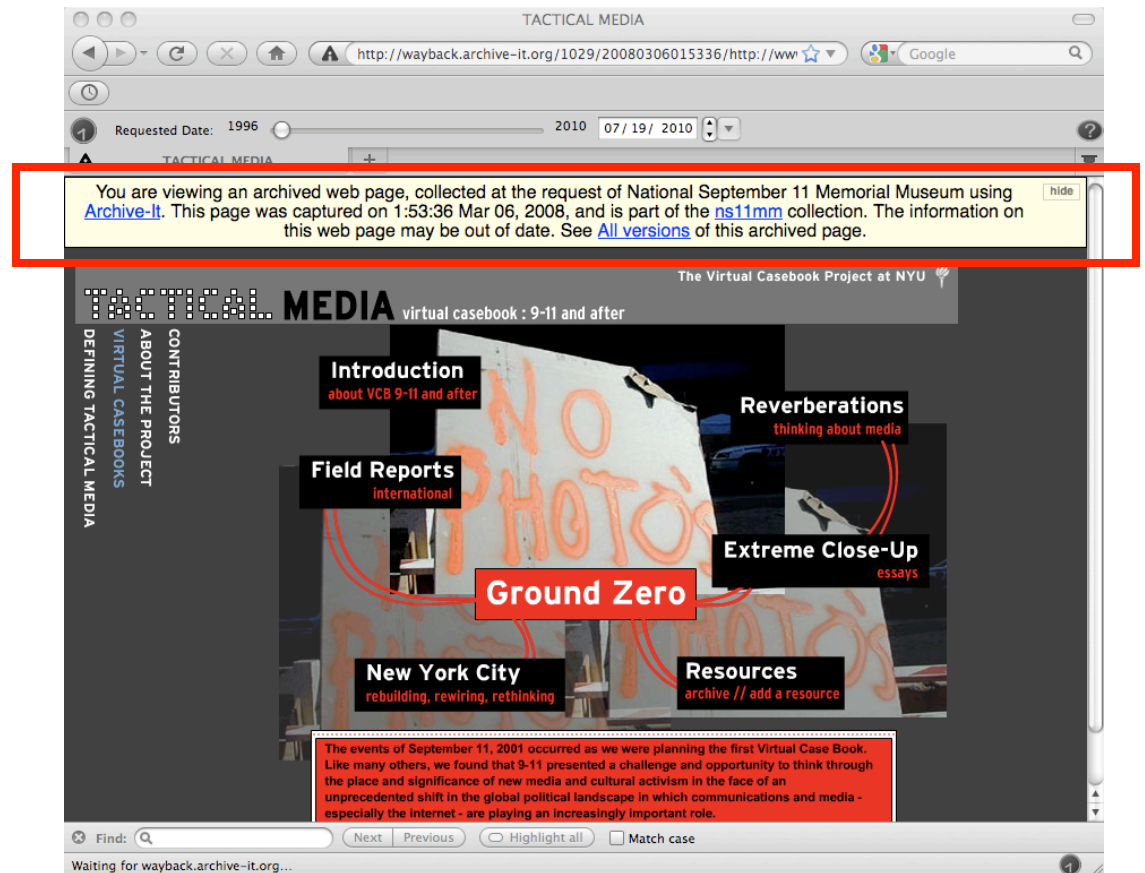 TACTICAL MEDIA
http://wayback.archive-it.org/1029/20080306015336/http://www
Google
Requested Date: 1996 2010 07/ 19/ 2010
TACTICAL MEDIA
You are viewing an archived web page, collected at the request of National September 11 Memorial Museum using
Archive-It. This page was captured on 1:53:36 Mar 06, 2008, and is part of the ns11mm collection. The information on
this web page may be out of date. See All versions of this archived page.
hide
The Virtual Casebook Project at NYU
TACTICAL MEDIA virtual casebook : 9-11 and after
DEFINING TACTICAL MEDIA
VIRTUAL CASEBOOKS
ABOUT THE PROJECT
CONTRIBUTORS
Introduction
about VCB 9-11 and after
NO
PHOTO'S
Reverberations
thinking about media
Field Reports
international
Extreme Close-Up
essays
Ground Zero
PHOTO'S
New York City
rebuilding, rewiring, rethinking
Resources
archive // add a resource
The events of September 11, 2001 occurred as we were planning the first Virtual Case Book.
Like many others, we found that 9-11 presented a challenge and opportunity to think through
the place and significance of new media and cultural activism in the face of an
unprecedented shift in the global political landscape in which communications and media -
especially the internet - are playing an increasingly important role.
Find: Next Previous Highlight all Match case
Waiting for wayback.archive-it.org...